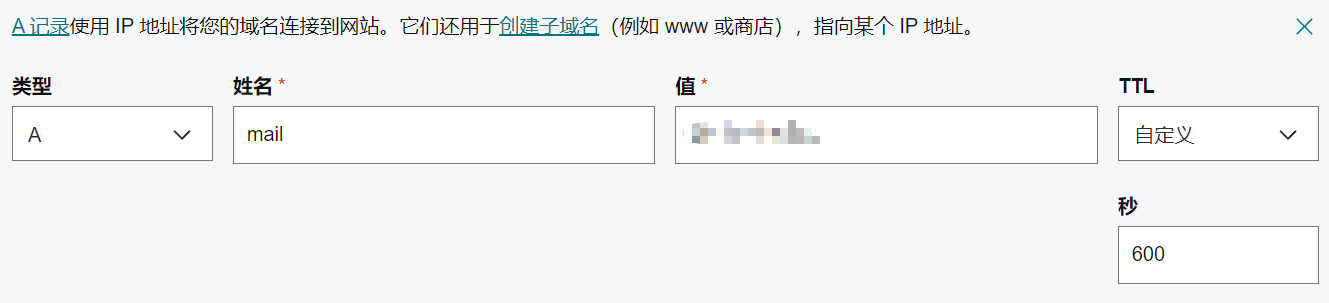 A 记录使用 IP 地址将您的域名连接到网站。它们还用于创建子域名（例如 www 或商店），指向某个 IP 地址。
类型 姓名 * 值 * TTL
A mail 自定义
秒
600